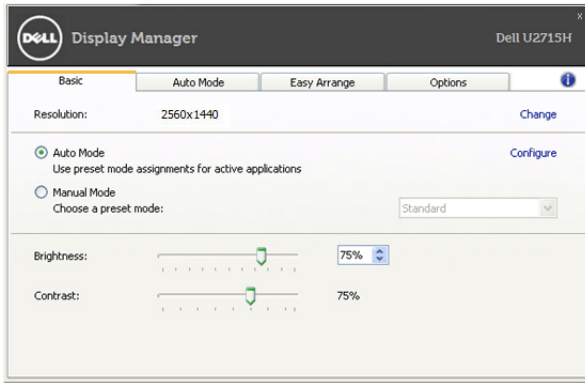 x
DELL Display Manager Dell U2715H
Basic Auto Mode Easy Arrange Options i
Resolution: 2560x1440 Change
Auto Mode Configure
Use preset mode assignments for active applications
Manual Mode
Choose a preset mode: Standard
Brightness: 75%
Contrast: 75%